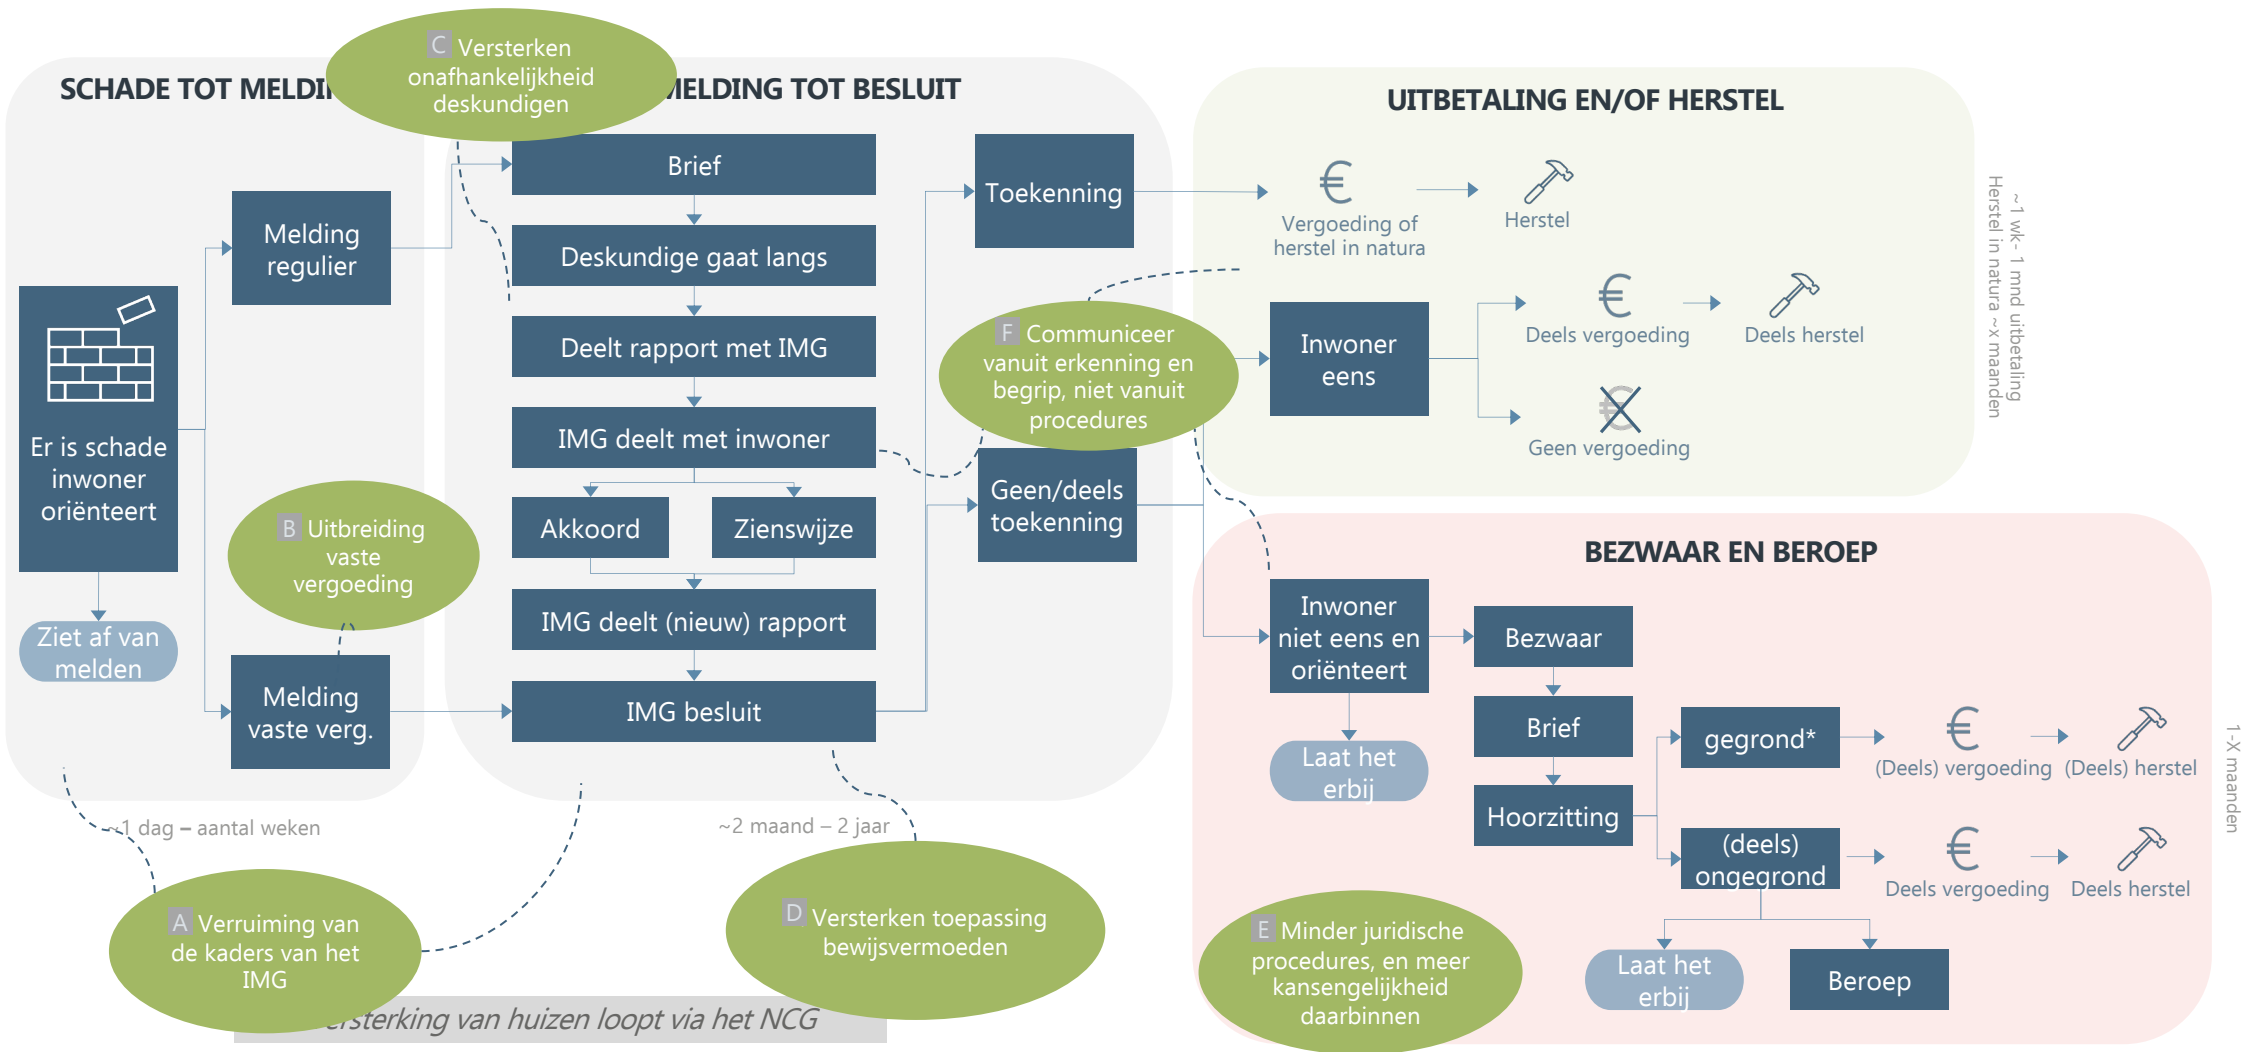 SCHADE TOT MELDI
C Versterken
onafhankelijkheid
deskundigen
ELDING TOT BESLUIT
UITBETALING EN/OF HERSTEL
Er is schade
inwoner
oriënteert
Ziet af van
melden
Melding
regulier
B Uitbreiding
vaste
vergoeding
Melding
vaste verg.
~1 dag – aantal weken
A Verruiming van
de kaders van het
IMG
Brief
Deskundige gaat langs
Deelt rapport met IMG
IMG deelt met inwoner
Akkoord
Zienswijze
IMG deelt (nieuw) rapport
IMG besluit
~2 maand – 2 jaar
D Versterken toepassing
bewijsvermoeden
ersterking van huizen loopt via het NCG
Toekenning
F Communiceer
vanuit erkenning en
begrip, niet vanuit
procedures
Geen/deels
toekenning
€
Vergoeding of
herstel in natura
Herstel
Inwoner
eens
€
Deels vergoeding
Deels herstel
€
Geen vergoeding
~1 wk- 1 mnd uitbetaling
Herstel in natura ~x maanden
BEZWAAR EN BEROEP
Inwoner
niet eens en
oriënteert
Laat het
erbij
Bezwaar
Brief
Hoorzitting
gegrond*
€
(Deels) vergoeding
(Deels) herstel
(deels)
ongegrond
€
Deels vergoeding
Deels herstel
Laat het
erbij
Beroep
E Minder juridische
procedures, en meer
kansengelijkheid
daarbinnen
1-X maanden